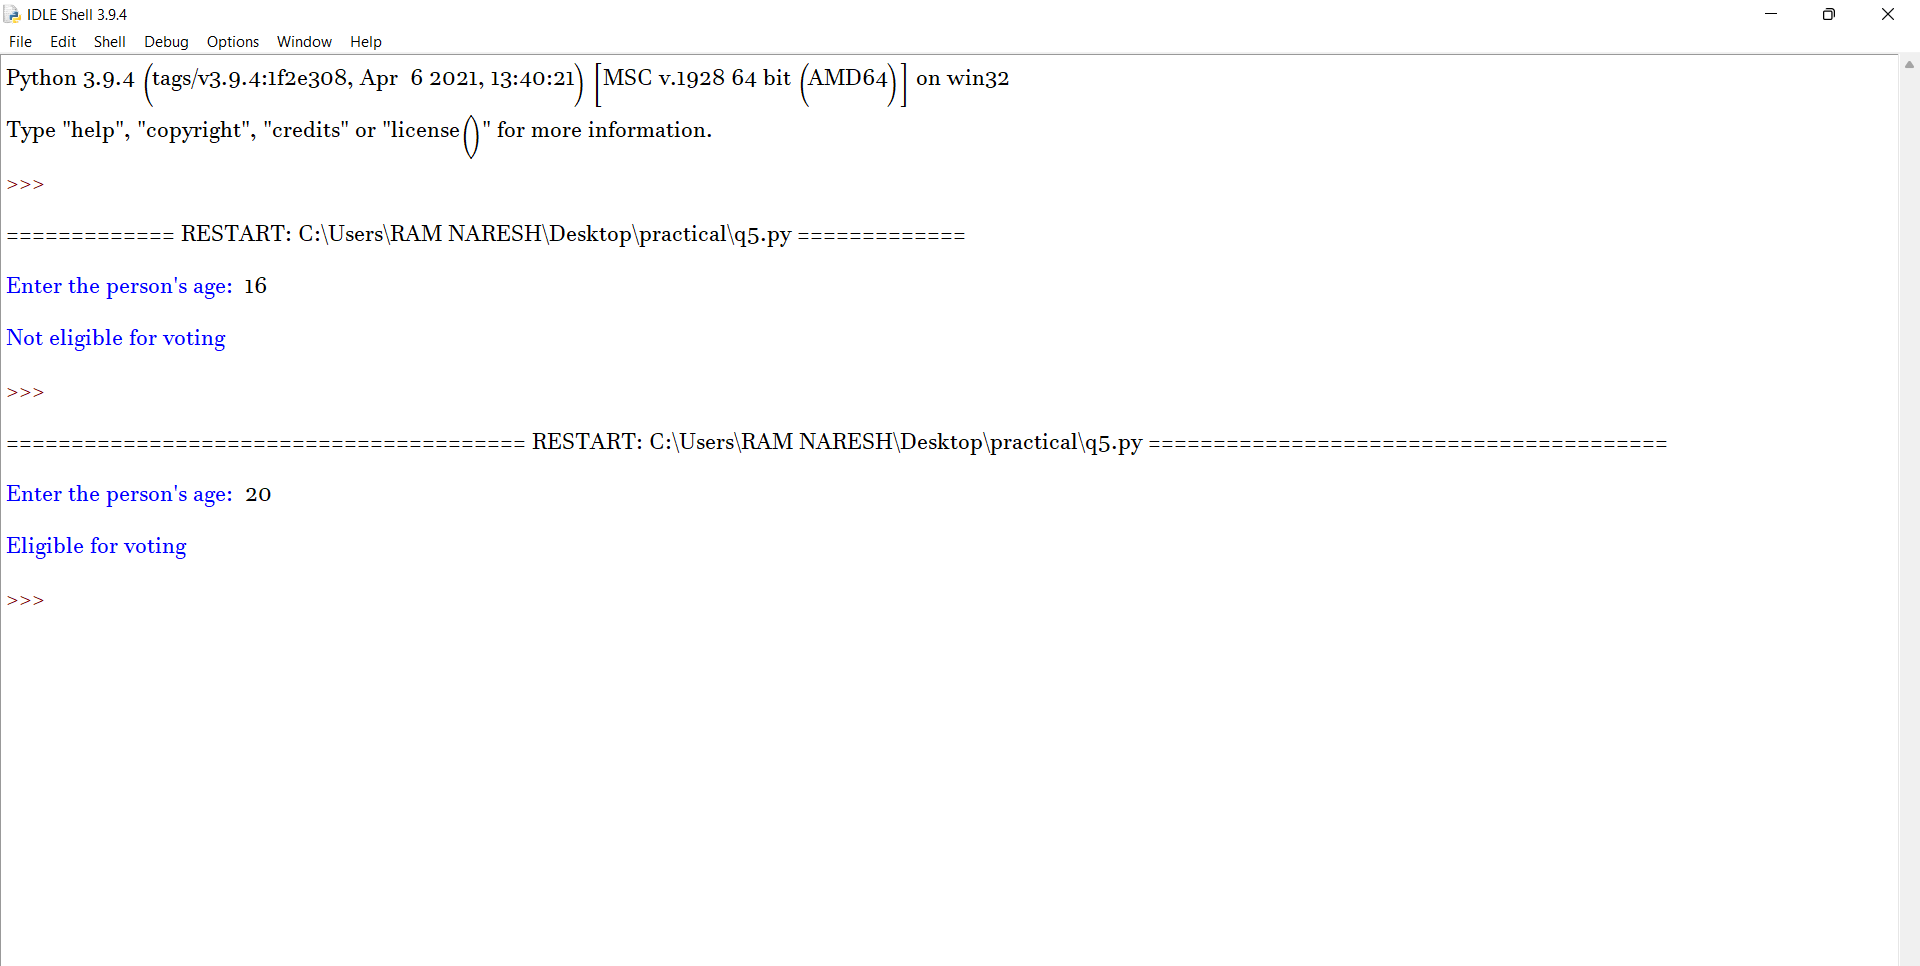 IDLE Shell 3.9.4
File Edit Shell Debug Options Window Help
Python 3.9.4 (tags/v3.9.4:1f2e308, Apr  6 2021, 13:40:21) [MSC v.1928 64 bit (AMD64)] on win32
Type "help", "copyright", "credits" or "license()" for more information.
>>>
============= RESTART: C:\Users\RAM NARESH\Desktop\practical\q5.py =============
Enter the person's age:  16
Not eligible for voting
>>>
======================================== RESTART: C:\Users\RAM NARESH\Desktop\practical\q5.py ========================================
Enter the person's age:  20
Eligible for voting
>>>